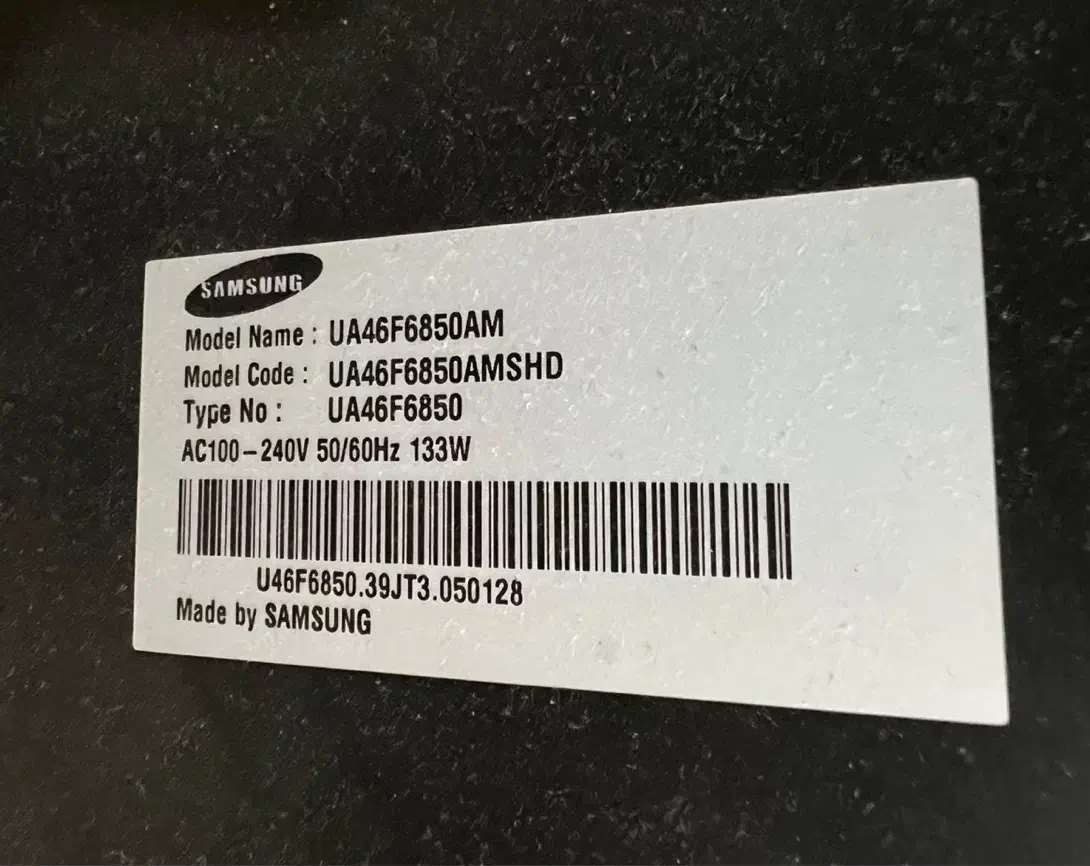 SAMSUNG
Model Name : UA46F6850AM
Model Code : UA46F6850AMSHD
Type No : UA46F6850
AC100-240V 50/60Hz 133W
U46F6850.39JT3.050128
Made by SAMSUNG